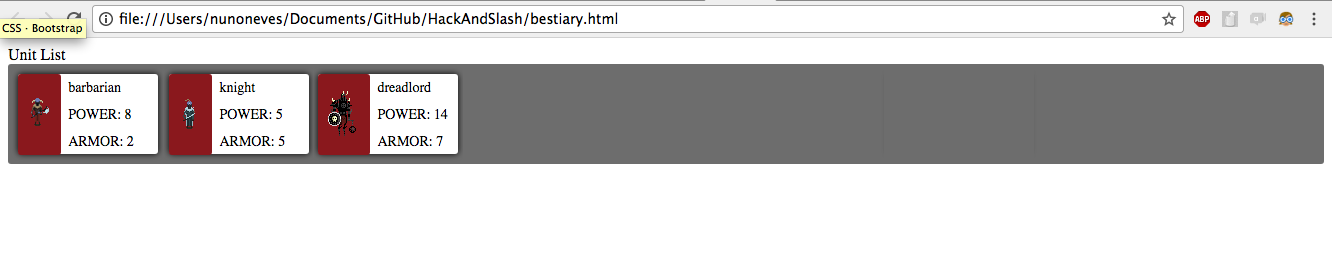 file:///Users/nunoneves/Documents/GitHub/HackAndSlash/bestiary.html
ABP
CSS · Bootstrap
Unit List
barbarian
POWER: 8
ARMOR: 2
knight
POWER: 5
ARMOR: 5
dreadlord
POWER: 14
ARMOR: 7